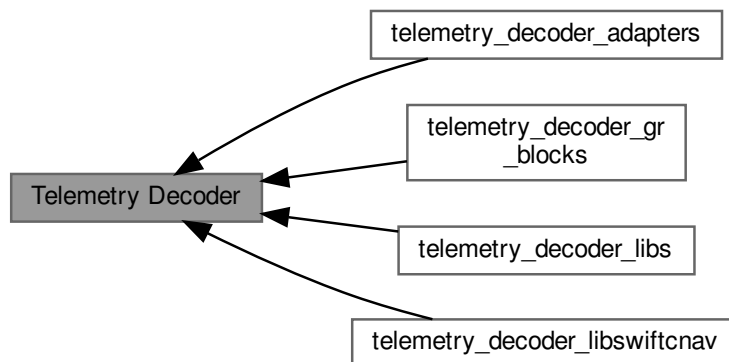 telemetry_decoder_adapters
telemetry_decoder_gr
_blocks
Telemetry Decoder
telemetry_decoder_libs
telemetry_decoder_libswiftcnav